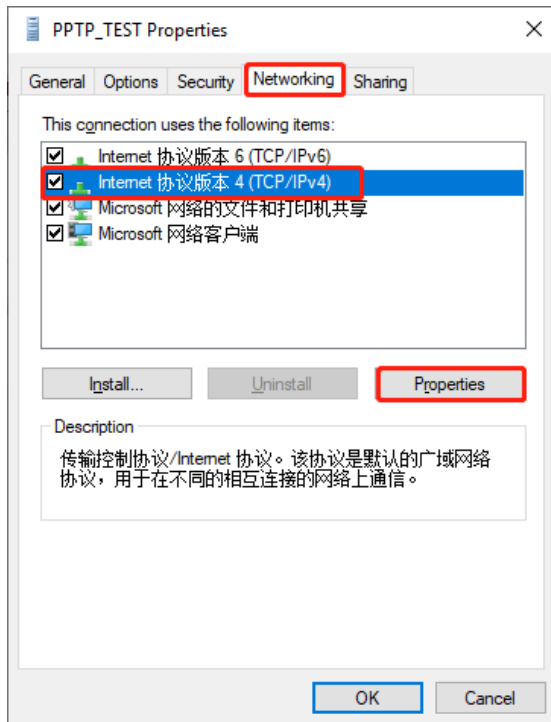 PPTP_TEST Properties
General Options Security Networking Sharing
This connection uses the following items:
Internet 协议版本 6 (TCP/IPv6)
Internet 协议版本 4 (TCP/IPv4)
Microsoft 网络的文件和打印机共享
Microsoft 网络客户端
Install... Uninstall Properties
Description
传输控制协议/Internet 协议。该协议是默认的广域网络
协议，用于在不同的相互连接的网络上通信。
OK Cancel